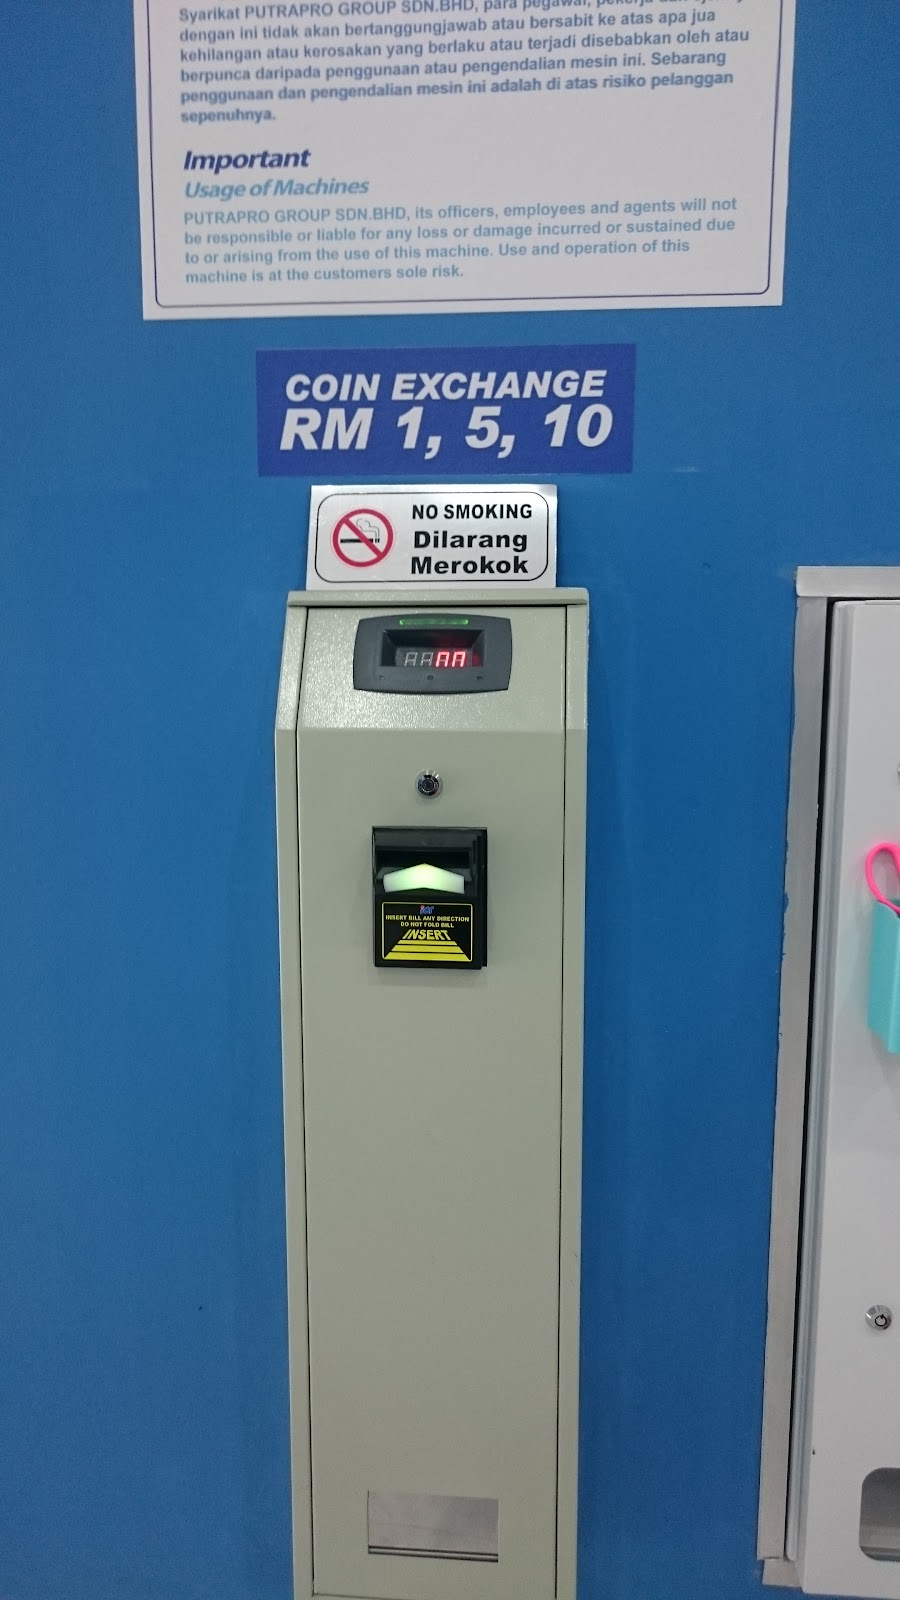 Syarikat PUTRAPRO GROUP SDN.BHD, para pegawai,
dengan ini tidak akan bertanggungjawab atau bersabit ke atas apa jua
kehilangan atau kerosakan yang berlaku atau terjadi disebabkan oleh atau
berpunca daripada penggunaan atau pengendalian mesin ini. Sebarang
penggunaan dan pengendalian mesin ini adalah di atas risiko pelanggan
sepenuhnya.
Important
Usage of Machines
PUTRAPRO GROUP SDN.BHD, its officers, employees and agents will not
be responsible or liable for any loss or damage incurred or sustained due
to or arising from the use of this machine. Use and operation of this
machine is at the customers sole risk.
COIN EXCHANGE
RM 1, 5, 10
NO SMOKING
Dilarang
Merokok
ict
INSERT BILL ANY DIRECTION
DO NOT FOLD BILL
INSERT